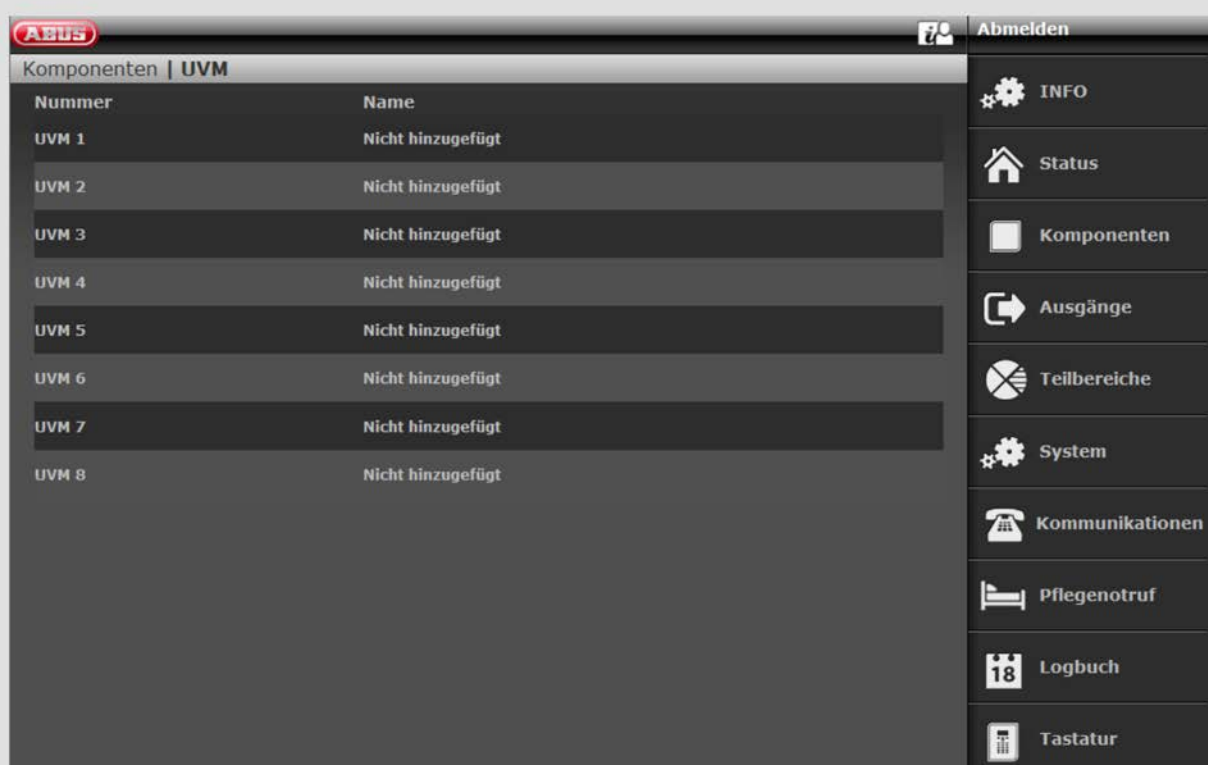 ABUS
Abmelden
Komponenten | UVM
Nummer Name
UVM 1 Nicht hinzugefügt
UVM 2 Nicht hinzugefügt
UVM 3 Nicht hinzugefügt
UVM 4 Nicht hinzugefügt
UVM 5 Nicht hinzugefügt
UVM 6 Nicht hinzugefügt
UVM 7 Nicht hinzugefügt
UVM 8 Nicht hinzugefügt
INFO
Status
Komponenten
Ausgänge
Teilbereiche
System
Kommunikationen
Pflegenotruf
18
Logbuch
Tastatur